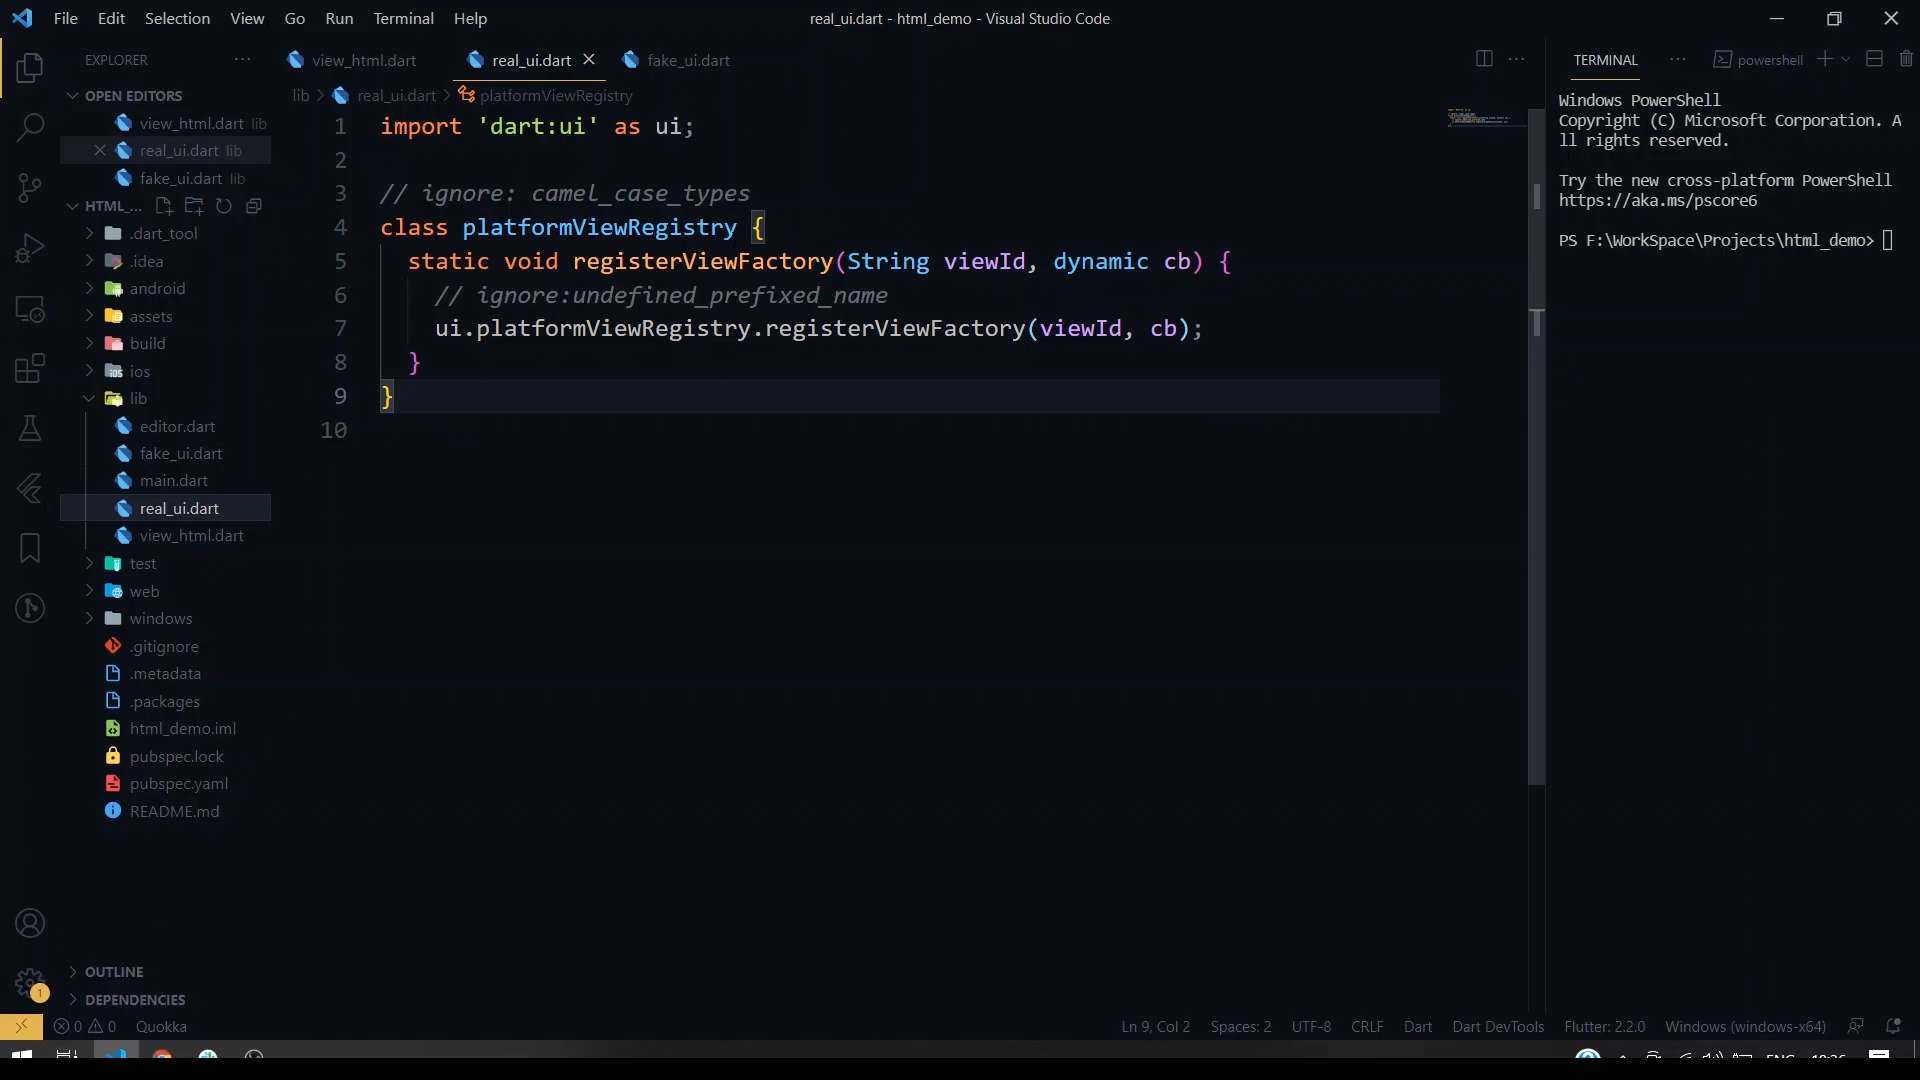 File Edit Selection View Go Run Terminal Help
real_ui.dart - html_demo - Visual Studio Code
EXPLORER
OPEN EDITORS
view_html.dart lib
real_ui.dart lib
fake_ui.dart lib
HTML_...
.dart_tool
.idea
android
assets
build
ios
lib
editor.dart
fake_ui.dart
main.dart
real_ui.dart
view_html.dart
test
web
windows
.gitignore
.metadata
.packages
html_demo.iml
pubspec.lock
pubspec.yaml
README.md
OUTLINE
DEPENDENCIES
view_html.dart real_ui.dart fake_ui.dart
lib real_ui.dart platformViewRegistry
1 import 'dart:ui' as ui;
2
3 // ignore: camel_case_types
4 class platformViewRegistry {
5 static void registerViewFactory(String viewId, dynamic cb) {
6 // ignore:undefined_prefixed_name
7 ui.platformViewRegistry.registerViewFactory(viewId, cb);
8 }
9 }
10
TERMINAL
powershell
Windows PowerShell
Copyright (C) Microsoft Corporation. A
ll rights reserved.
Try the new cross-platform PowerShell
https://aka.ms/pscore6
PS F:\WorkSpace\Projects\html_demo>
1
0 0 Quokka
Ln 9, Col 2 Spaces: 2 UTF-8 CRLF Dart Dart DevTools Flutter: 2.2.0 Windows (windows-x64)